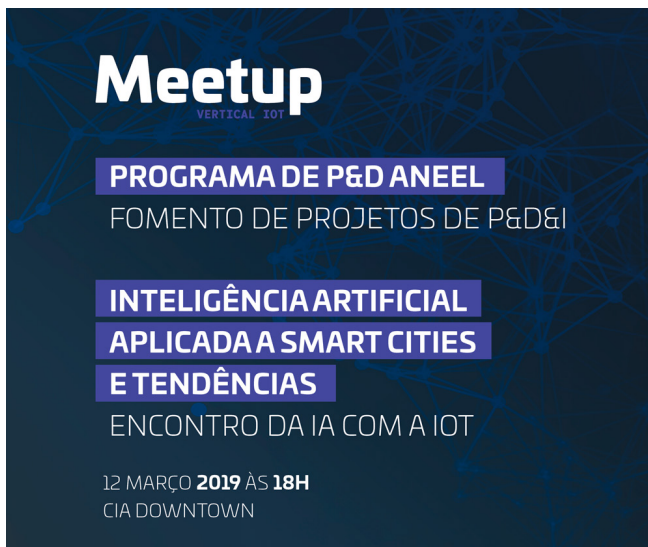 Meetup
VERTICAL IOT
PROGRAMA DE P&D ANEEL
FOMENTO DE PROJETOS DE P&D&I
INTELIGÊNCIA ARTIFICIAL
APLICADA A SMART CITIES
E TENDÊNCIAS
ENCONTRO DA IA COM A IOT
12 MARÇO 2019 ÀS 18H
CIA DOWNTOWN